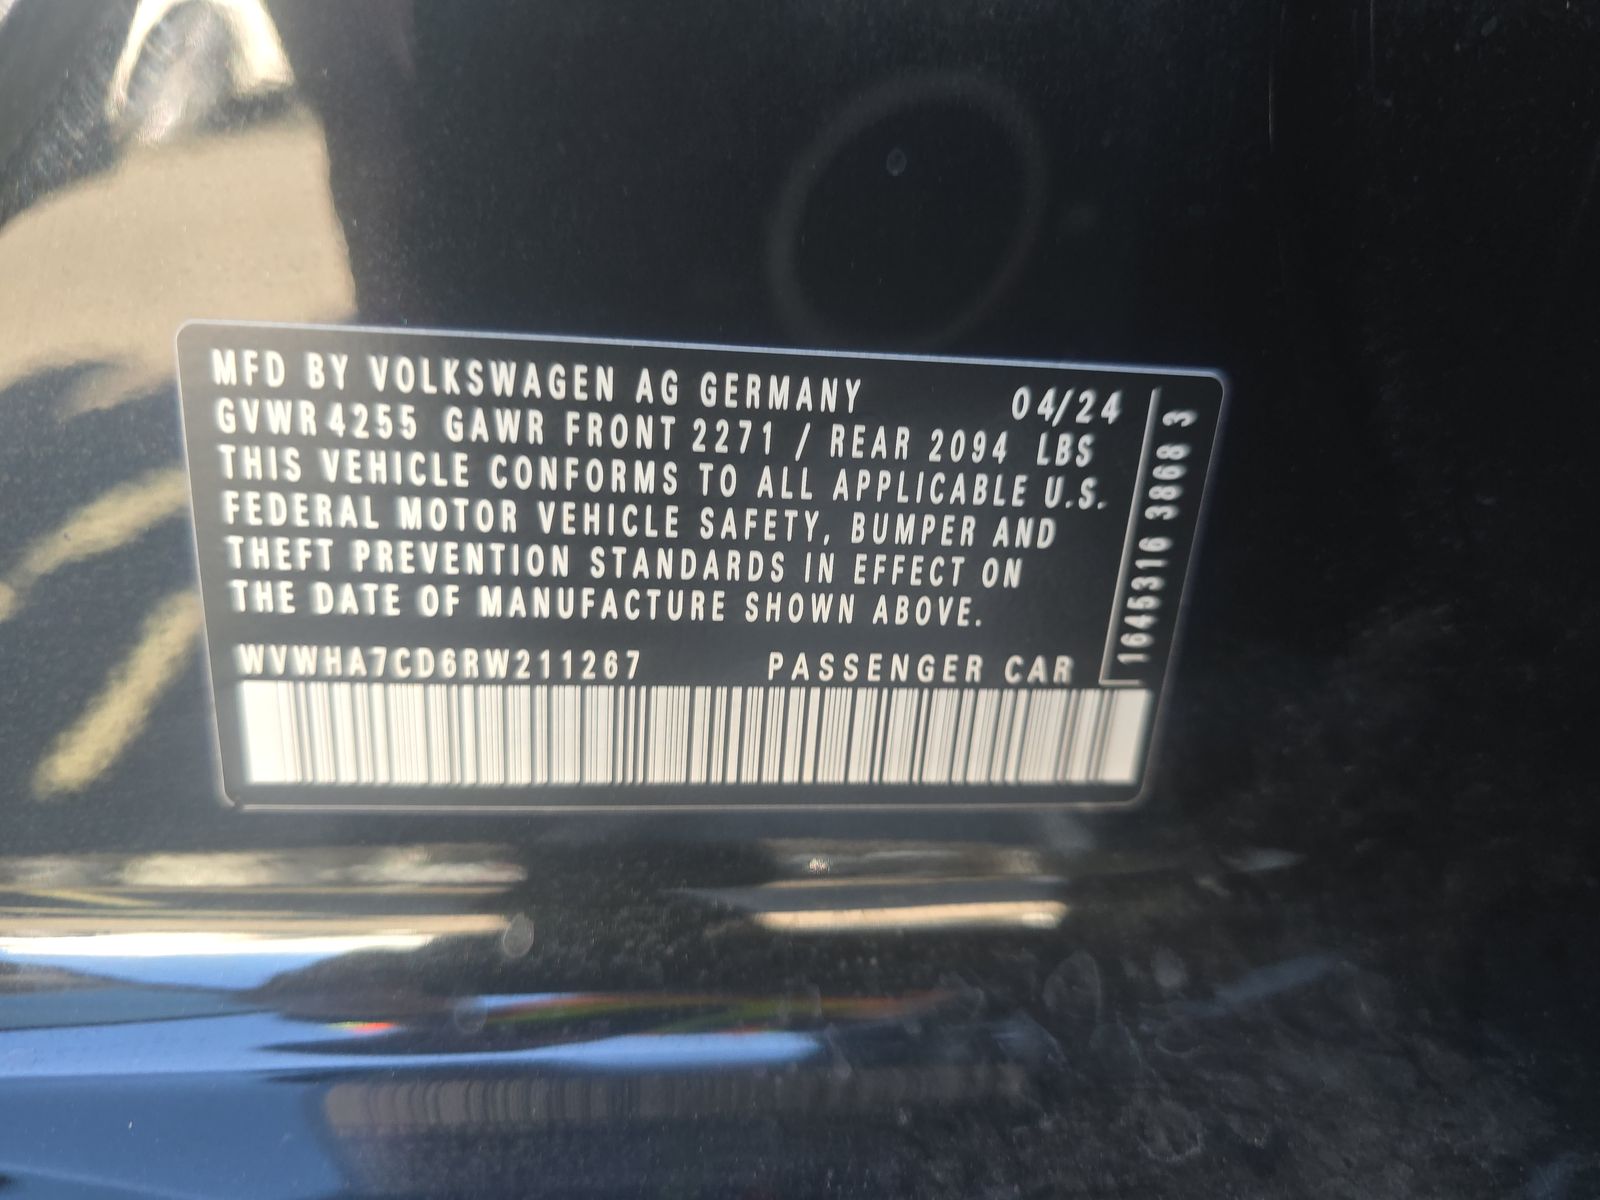 MFD BY VOLKSWAGEN AG GERMANY 04/24
GVWR 4255 GAWR FRONT 2271 / REAR 2094 LBS
THIS VEHICLE CONFORMS TO ALL APPLICABLE U.S.
FEDERAL MOTOR VEHICLE SAFETY, BUMPER AND
THEFT PREVENTION STANDARDS IN EFFECT ON
THE DATE OF MANUFACTURE SHOWN ABOVE.
WVWHA7CD6RW211267 PASSENGER CAR
1645316 3868 3